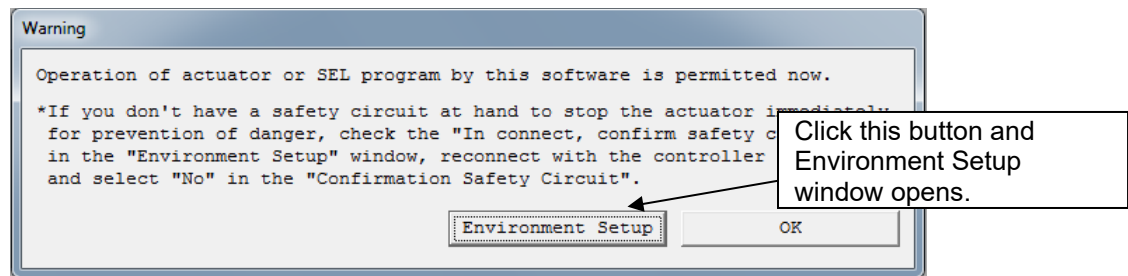 Warning
Operation of actuator or SEL program by this software is permitted now.
*If you don't have a safety circuit at hand to stop the actuator immediately
for prevention of danger, check the "In connect, confirm safety
in the "Environment Setup" window, reconnect with the controller
and select "No" in the "Confirmation Safety Circuit".
Click this button and
Environment Setup
window opens.
Environment Setup
OK